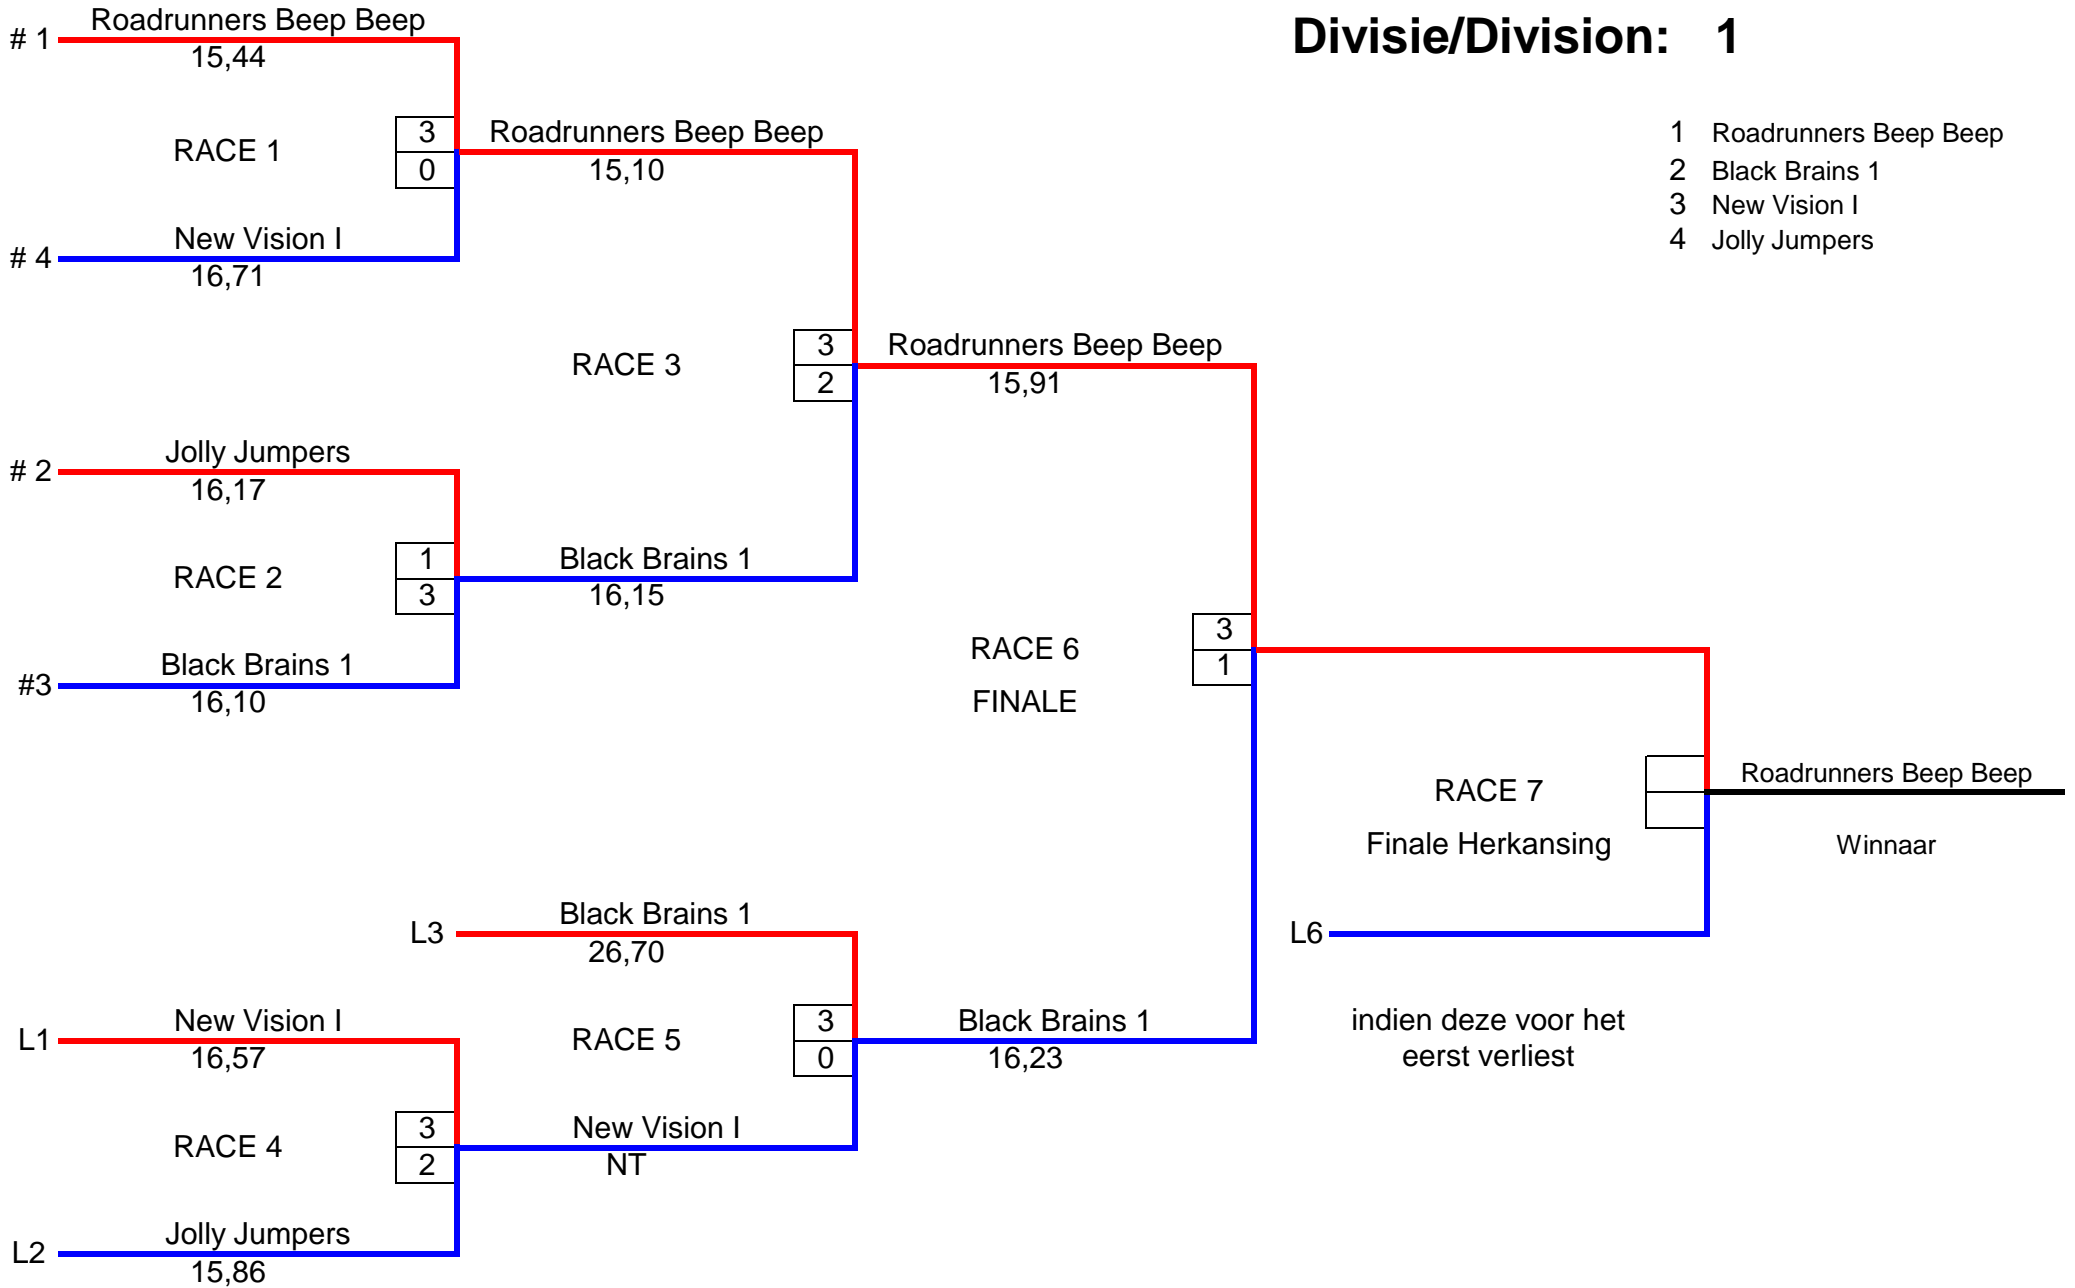 Divisie/Division: 1
1 Roadrunners Beep Beep
2 Black Brains 1
3 New Vision I
4 Jolly Jumpers
# 1
Roadrunners Beep Beep
15,44
RACE 1
3
0
# 4
New Vision I
16,71
Roadrunners Beep Beep
15,10
# 2
Jolly Jumpers
16,17
RACE 2
1
3
#3
Black Brains 1
16,10
Black Brains 1
16,15
RACE 3
3
2
Roadrunners Beep Beep
15,91
RACE 6
FINALE
3
1
L3
Black Brains 1
26,70
RACE 5
3
0
L1
New Vision I
16,57
RACE 4
3
2
L2
Jolly Jumpers
15,86
New Vision I
NT
Black Brains 1
16,23
RACE 7
Finale Herkansing
L6
indien deze voor het
eerst verliest
Roadrunners Beep Beep
Winnaar